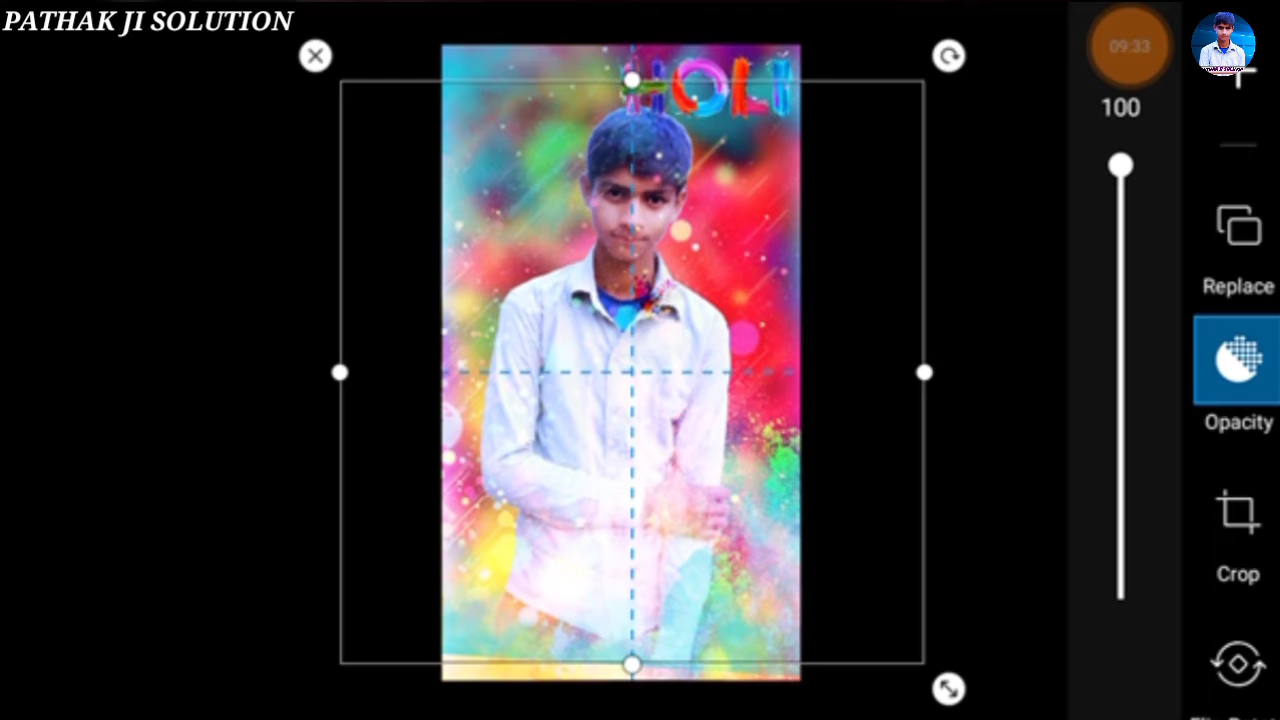 PATHAK JI SOLUTION
HOLI
09:33
100
Replace
Opacity
Crop